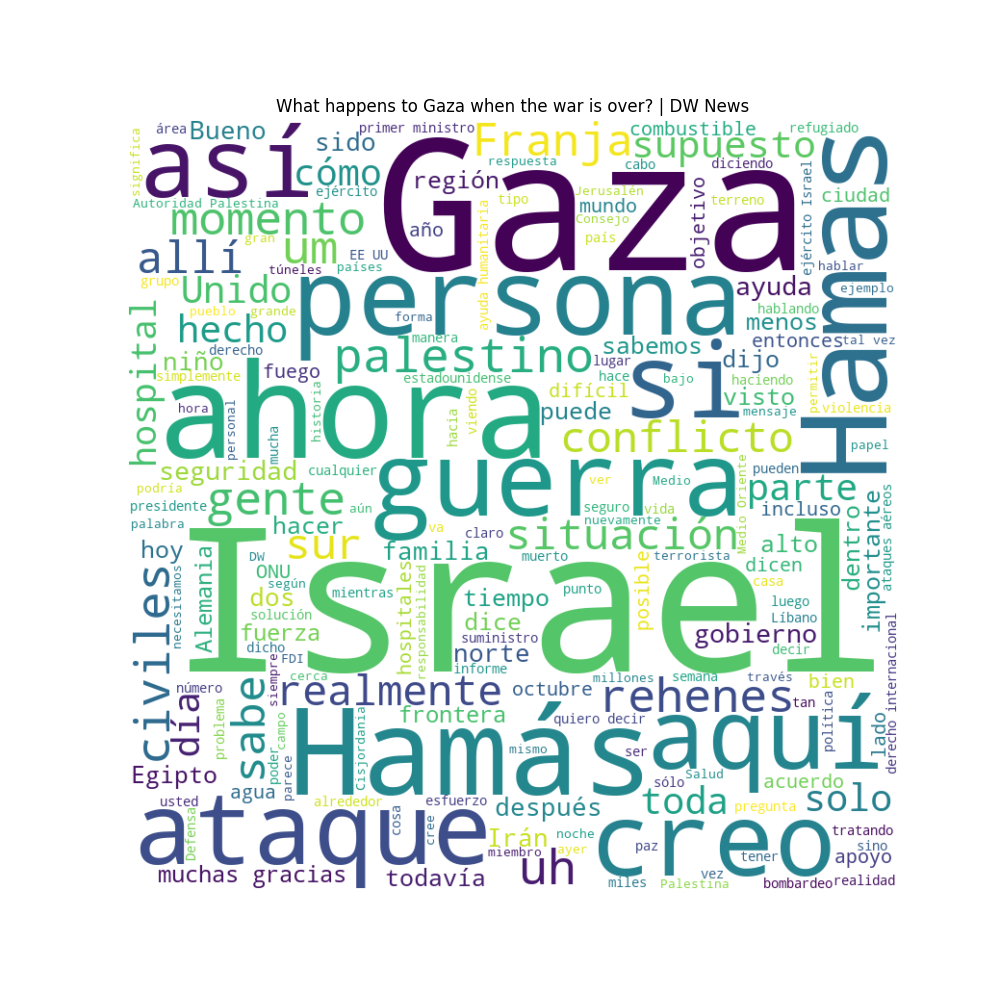 What happens to Gaza when the war is over? | DW News
área
Bueno
primer ministro
Franja
combustible
refugiado
significa
así
sido
Gaza
supuesto
Hamas
cómo
respuesta
cabo
diciendo
ejército
región
tipo
Jerusalén
mundo
objetivo
terreno
ejército Israel
ciudad
Autoridad Palestina
momento
año
Consejo
país
gran
um
EE UU
ayuda humanitaria
allí
túneles
países
hablar
grupo
Unido
persona
ayuda
ejemplo
pueblo
grande
forma
hablando
menos
hospital
hecho
manera
sabemos
entonces
tal vez
derecho
palestino
niño
fuego
lugar
si
dijo
simplemente
ahora
estadounidense
hace
bajo
haciendo
permitir
difícil
visto
hora
personal
historia
viendo
puede
mensaje
violencia
mucha
hacia
conflicto
papel
seguridad
cualquier
guerra
ver
Medio
Medio Oriente
pueden
podría
gente
parte
presidente
aún
seguro
vida
incluso
dentro
importante
ataques aéreos
palabra
hacer
va
claro
nuevamente
situación
hoy
sur
familia
alto
DW
muerto
posible
terrorista
civiles
necesitamos
Alemania
ONU
Israel
hospitales
responsabilidad
dicen
según
casa
dos
mientras
tiempo
punto
luego
solución
dice
Líbano
fuerza
suministro
gobierno
dicho
FDI
norte
decir
derecho internacional
informe
cerca
millones
semana
través
bien
siempre
número
realmente
octubre
rehenes
tan
día
sabe
campo
problema
frontera
quiero decir
política
lado
Hamás
Cisjordania
aquí
mismo
ser
poder
Egipto
parece
sólo
Salud
acuerdo
agua
usted
alrededor
esfuerzo
después
toda
pregunta
solo
ataque
Defensa
cosa
cree
Irán
noche
creo
tratando
paz
sino
miembro
ayer
tener
apoyo
muchas gracias
todavía
uh
vez
miles
Palestina
bombardeo
realidad